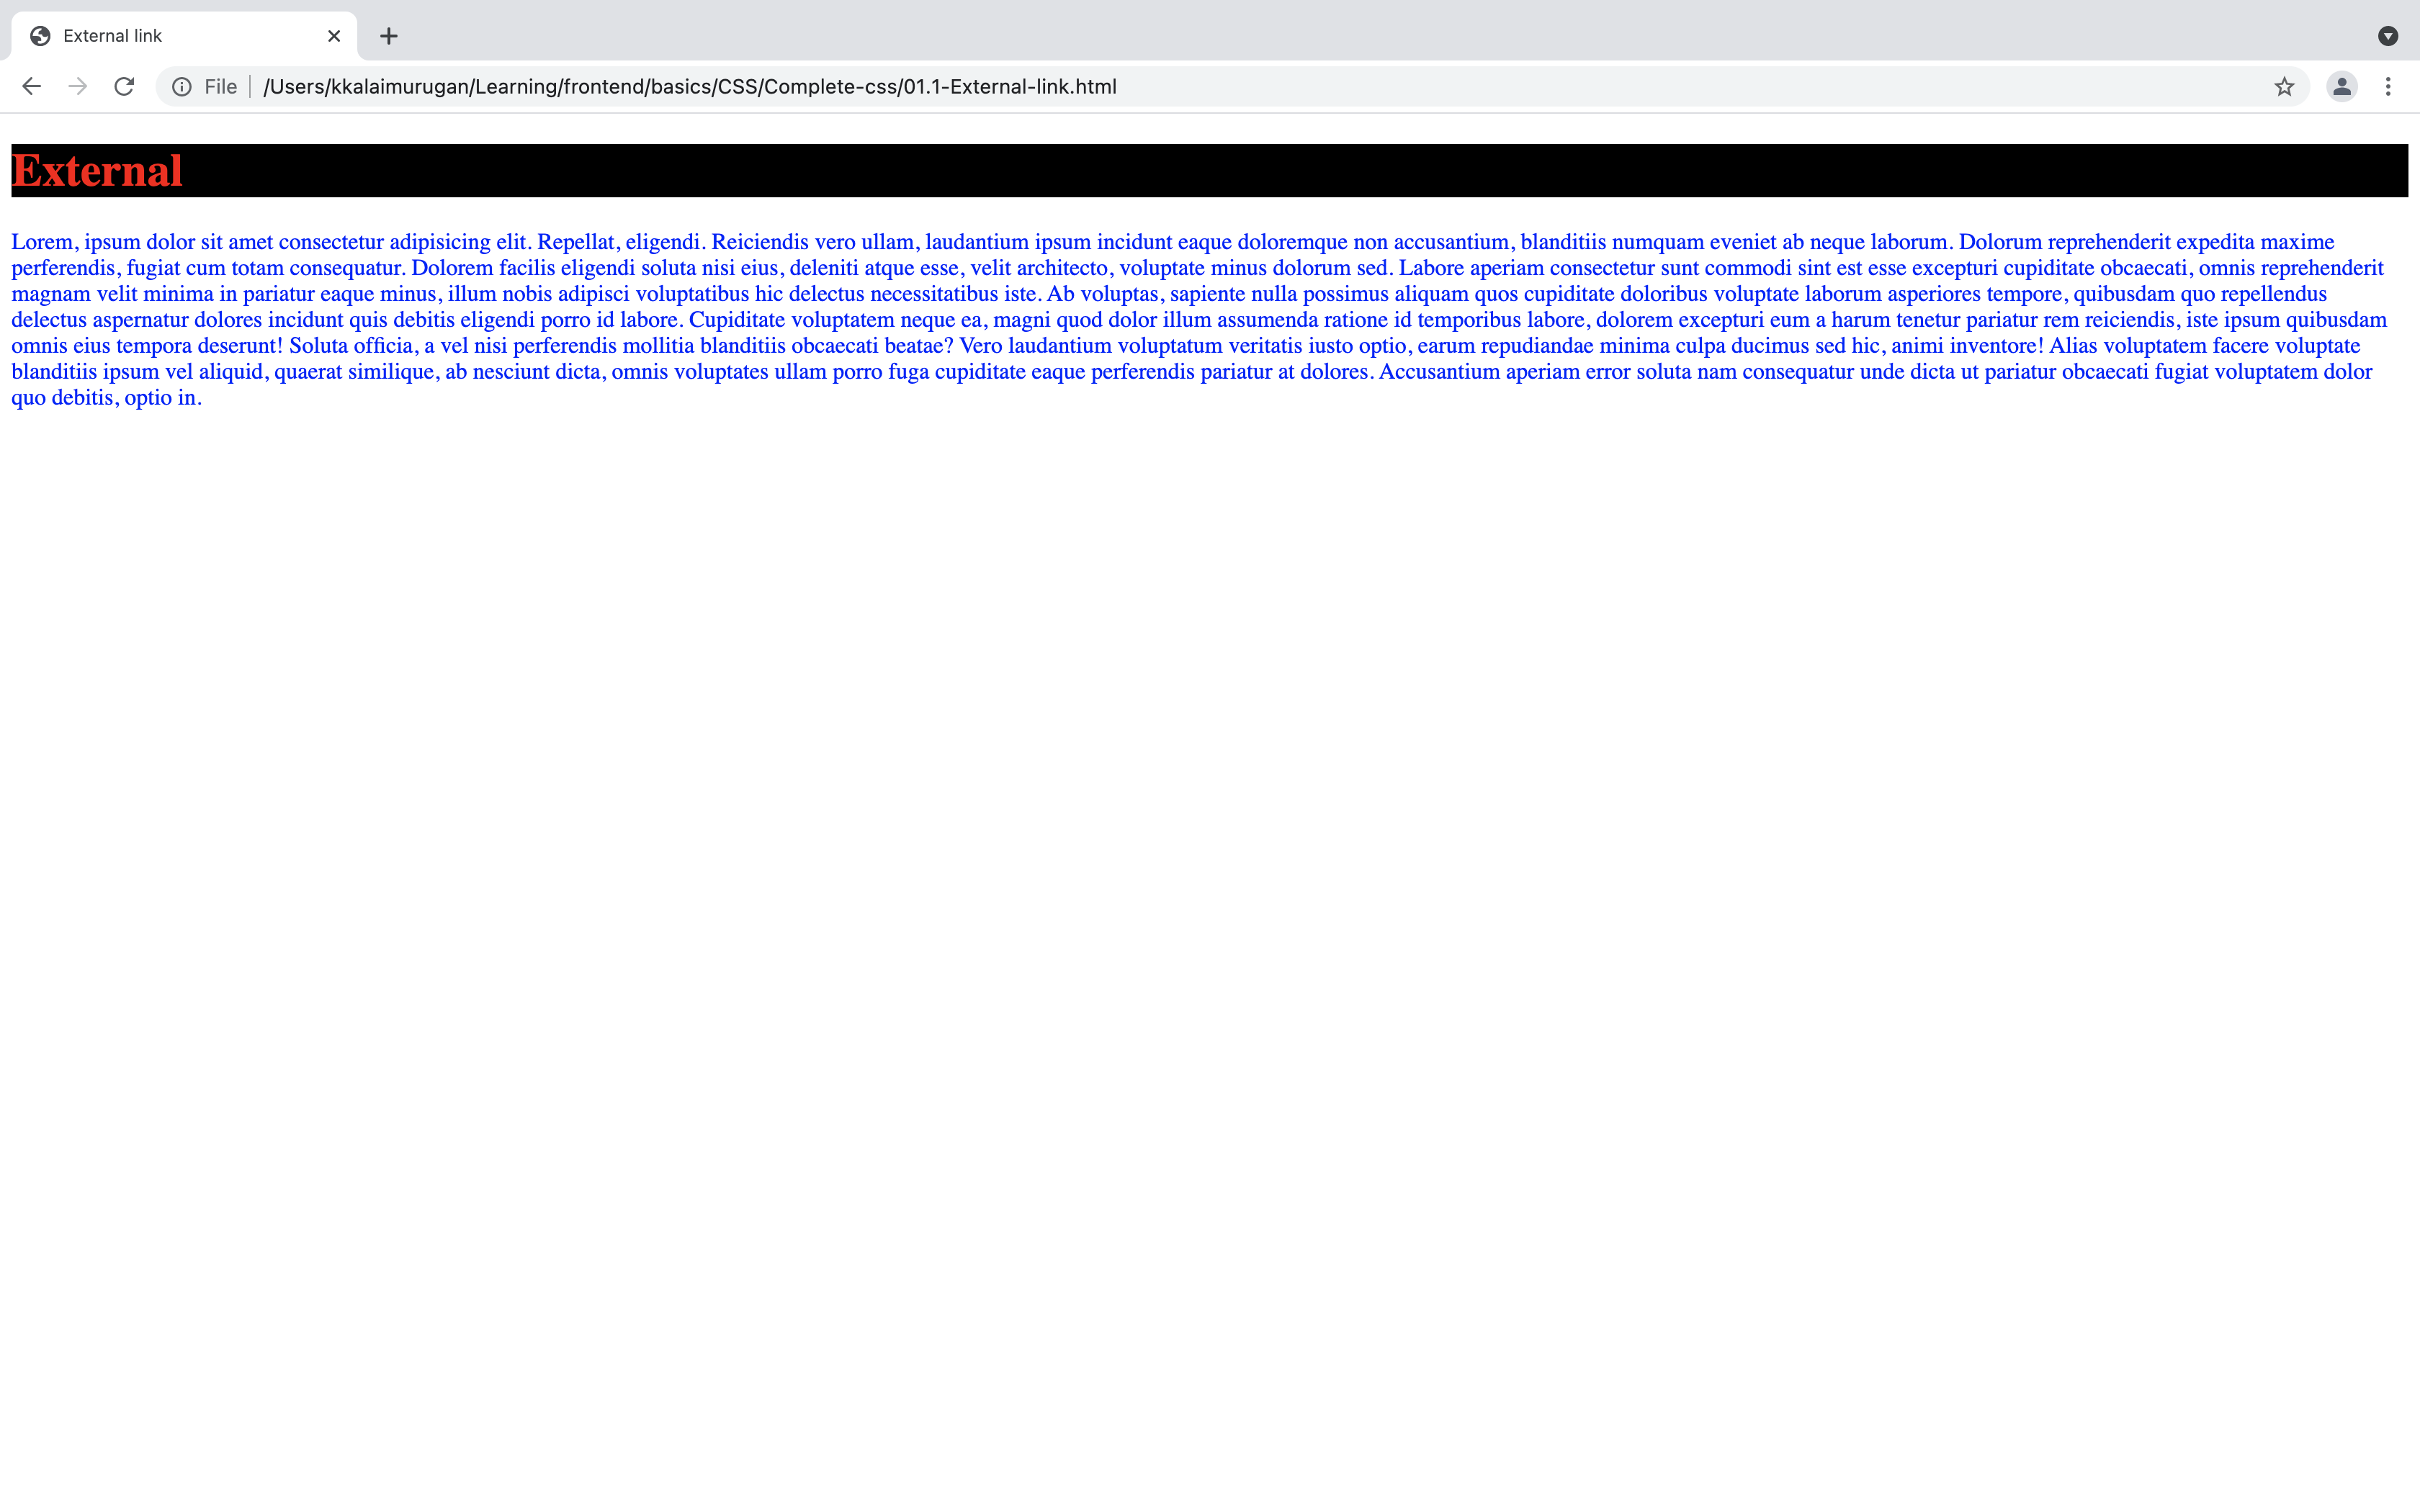 External link
File
/Users/kkalaimurugan/Learning/frontend/basics/CSS/Complete-css/01.1-External-link.html
External
Lorem, ipsum dolor sit amet consectetur adipisicing elit. Repellat, eligendi. Reiciendis vero ullam, laudantium ipsum incidunt eaque doloremque non accusantium, blanditiis numquam eveniet ab neque laborum. Dolorum reprehenderit expedita maxime
perferendis, fugiat cum totam consequatur. Dolorem facilis eligendi soluta nisi eius, deleniti atque esse, velit architecto, voluptate minus dolorum sed. Labore aperiam consectetur sunt commodi sint est esse excepturi cupiditate obcaecati, omnis reprehenderit
magnam velit minima in pariatur eaque minus, illum nobis adipisci voluptatibus hic delectus necessitatibus iste. Ab voluptas, sapiente nulla possimus aliquam quos cupiditate doloribus voluptate laborum asperiores tempore, quibusdam quo repellendus
delectus aspernatur dolores incidunt quis debitis eligendi porro id labore. Cupiditate voluptatem neque ea, magni quod dolor illum assumenda ratione id temporibus labore, dolorem excepturi eum a harum tenetur pariatur rem reiciendis, iste ipsum quibusdam
omnis eius tempora deserunt! Soluta officia, a vel nisi perferendis mollitia blanditiis obcaecati beatae? Vero laudantium voluptatum veritatis iusto optio, earum repudiandae minima culpa ducimus sed hic, animi inventore! Alias voluptatem facere voluptate
blanditiis ipsum vel aliquid, quaerat similique, ab nesciunt dicta, omnis voluptates ullam porro fuga cupiditate eaque perferendis pariatur at dolores. Accusantium aperiam error soluta nam consequatur unde dicta ut pariatur obcaecati fugiat voluptatem dolor
quo debitis, optio in.